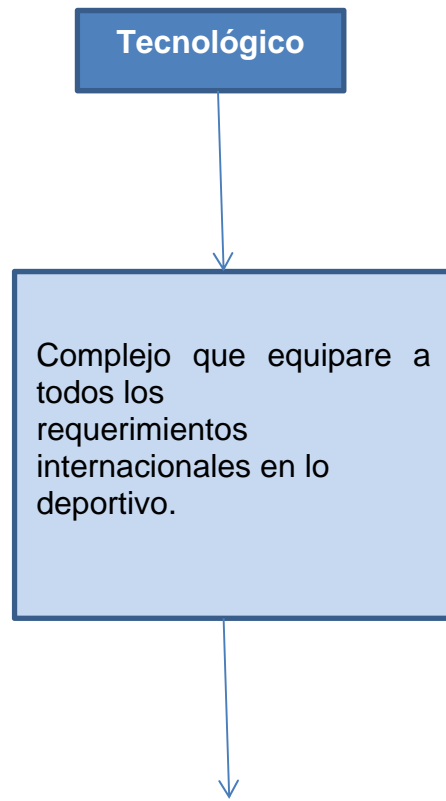 Tecnológico
Complejo que equipare a
todos los
requerimientos
internacionales en lo
deportivo.